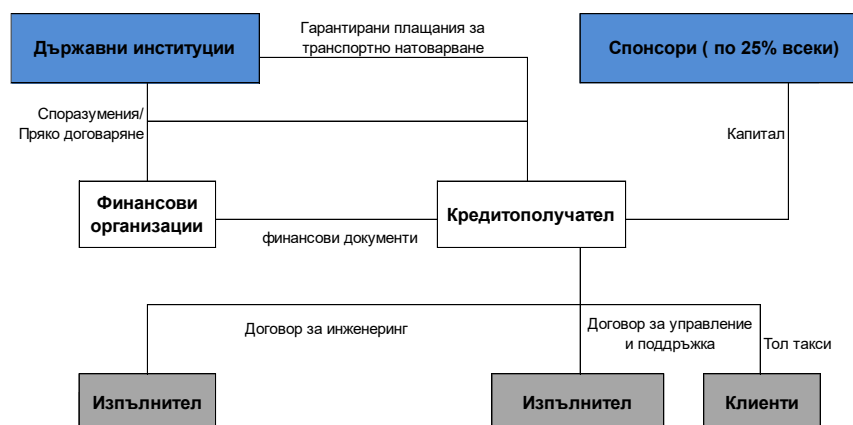 Държавни институции
Гарантирани плащания за
транспортно натоварване
Спонсори ( по 25% всеки)
Споразумения/
Пряко договаряне
Капитал
Финансови
организации
Кредитополучател
финансови документи
Договор за инженеринг
Договор за управление
и поддръжка
Тол такси
Изпълнител
Изпълнител
Клиенти